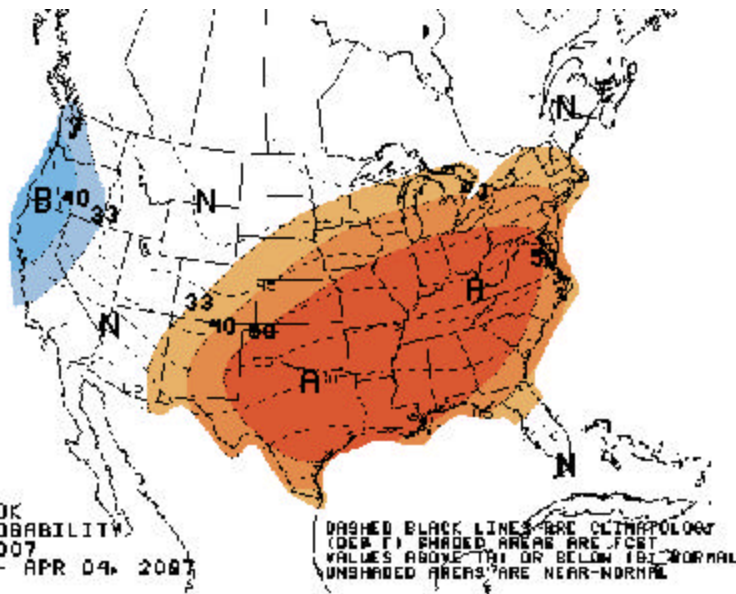 N
B 40
33
N
33
N
40 50
A
50
A
N
OK
OBABILITY
007
- APR 04, 2007
DASHED BLACK LINES ARE CLIMATOLOGY
(DEG F) SHADED AREAS ARE FCST
VALUES ABOVE (A) OR BELOW (B) NORMAL
UNSHADED AREAS ARE NEAR-NORMAL